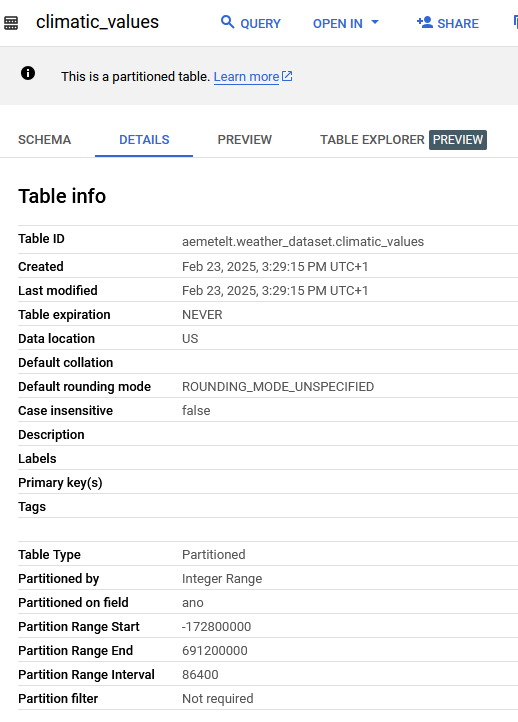 climatic_values QUERY OPEN IN SHARE
This is a partitioned table. Learn more
SCHEMA DETAILS PREVIEW TABLE EXPLORER PREVIEW
Table info
Table ID aemetelt.weather_dataset.climatic_values
Created Feb 23, 2025, 3:29:15 PM UTC+1
Last modified Feb 23, 2025, 3:29:15 PM UTC+1
Table expiration NEVER
Data location US
Default collation
Default rounding mode ROUNDING_MODE_UNSPECIFIED
Case insensitive false
Description
Labels
Primary key(s)
Tags
Table Type Partitioned
Partitioned by Integer Range
Partitioned on field ano
Partition Range Start -172800000
Partition Range End 691200000
Partition Range Interval 86400
Partition filter Not required